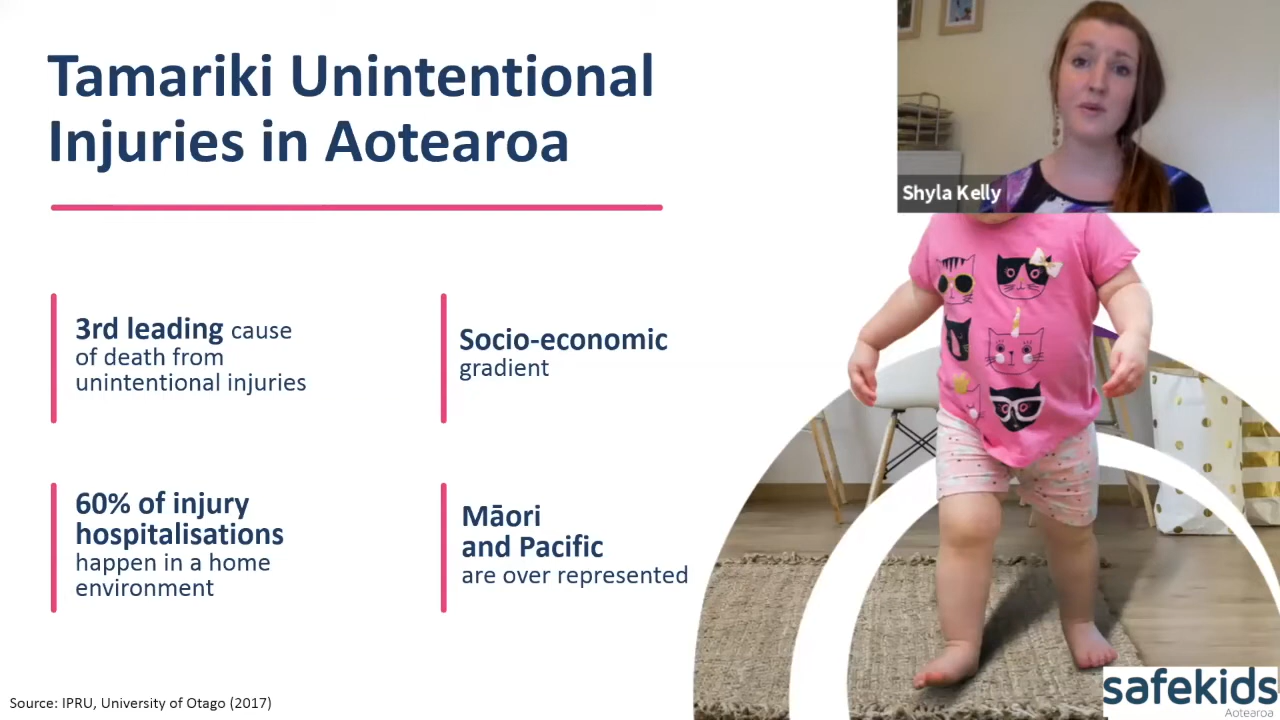 Tamariki Unintentional
Injuries in Aotearoa
Shyla Kelly
3rd leading cause
of death from
unintentional injuries
Socio-economic
gradient
60% of injury
hospitalisations
happen in a home
environment
Māori
and Pacific
are over represented
Source: IPRU, University of Otago (2017)
safekids
Aotearoa